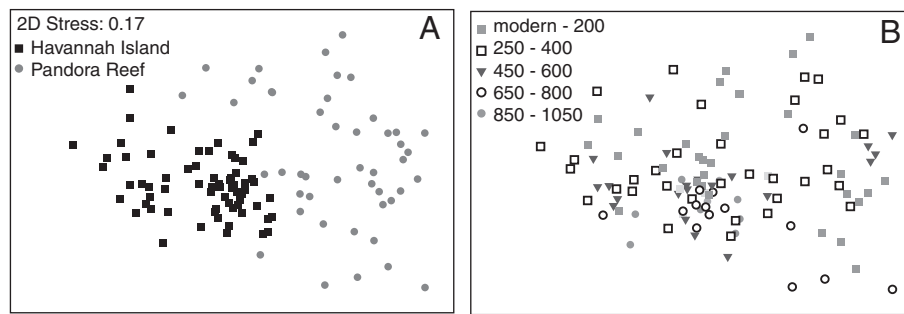 2D Stress: 0.17
A
Havannah Island
Pandora Reef
modern - 200
B
250 - 400
450 - 600
650 - 800
850 - 1050